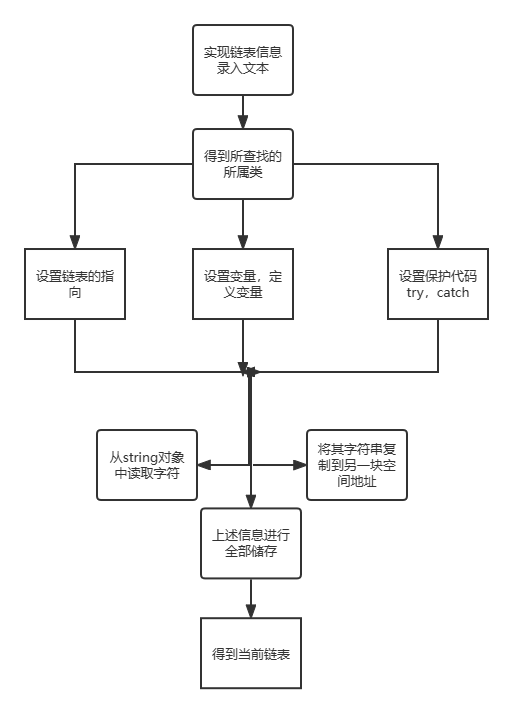 实现链表信息
录入文本
得到所查找的
所属类
设置链表的指
向
设置变量，定
义变量
设置保护代码
try，catch
从string对象
中读取字符
将其字符串复
制到另一块空
间地址
上述信息进行
全部储存
得到当前链表